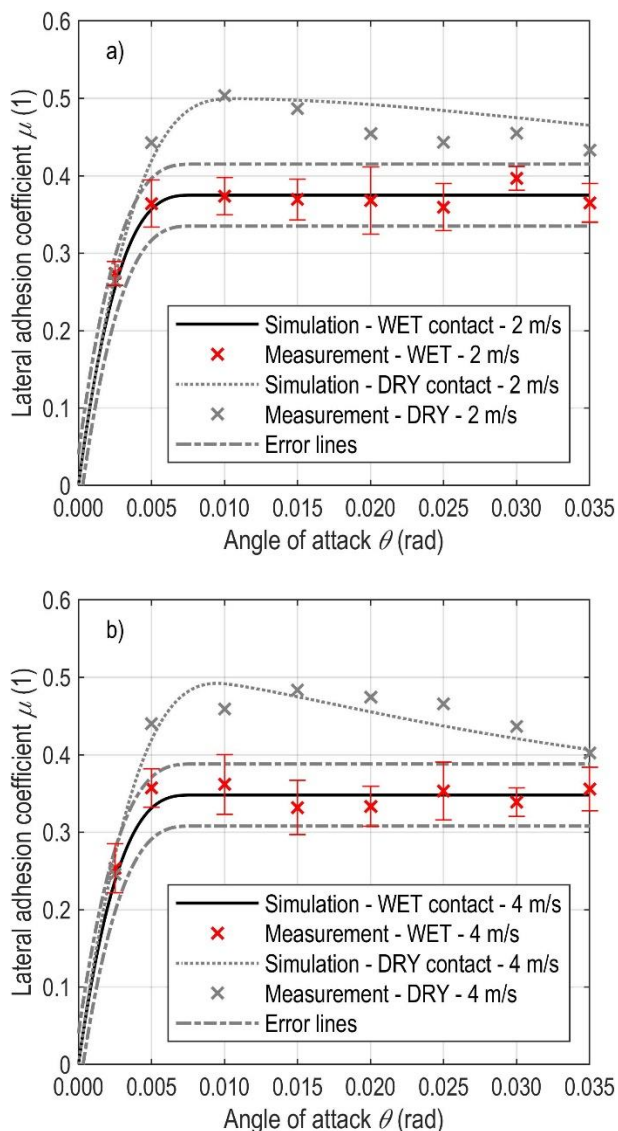 a)
0.6
0.5
0.4
0.3
0.2
0.1
0
Lateral adhesion coefficient μ (1)
Simulation - WET contact - 2 m/s
Measurement - WET - 2 m/s
Simulation - DRY contact - 2 m/s
Measurement - DRY - 2 m/s
Error lines
0.000 0.005 0.010 0.015 0.020 0.025 0.030 0.035
Angle of attack θ (rad)
b)
0.6
0.5
0.4
0.3
0.2
0.1
0
Lateral adhesion coefficient μ (1)
Simulation - WET contact - 4 m/s
Measurement - WET - 4 m/s
Simulation - DRY contact - 4 m/s
Measurement - DRY - 4 m/s
Error lines
0.000 0.005 0.010 0.015 0.020 0.025 0.030 0.035
Angle of attack θ (rad)